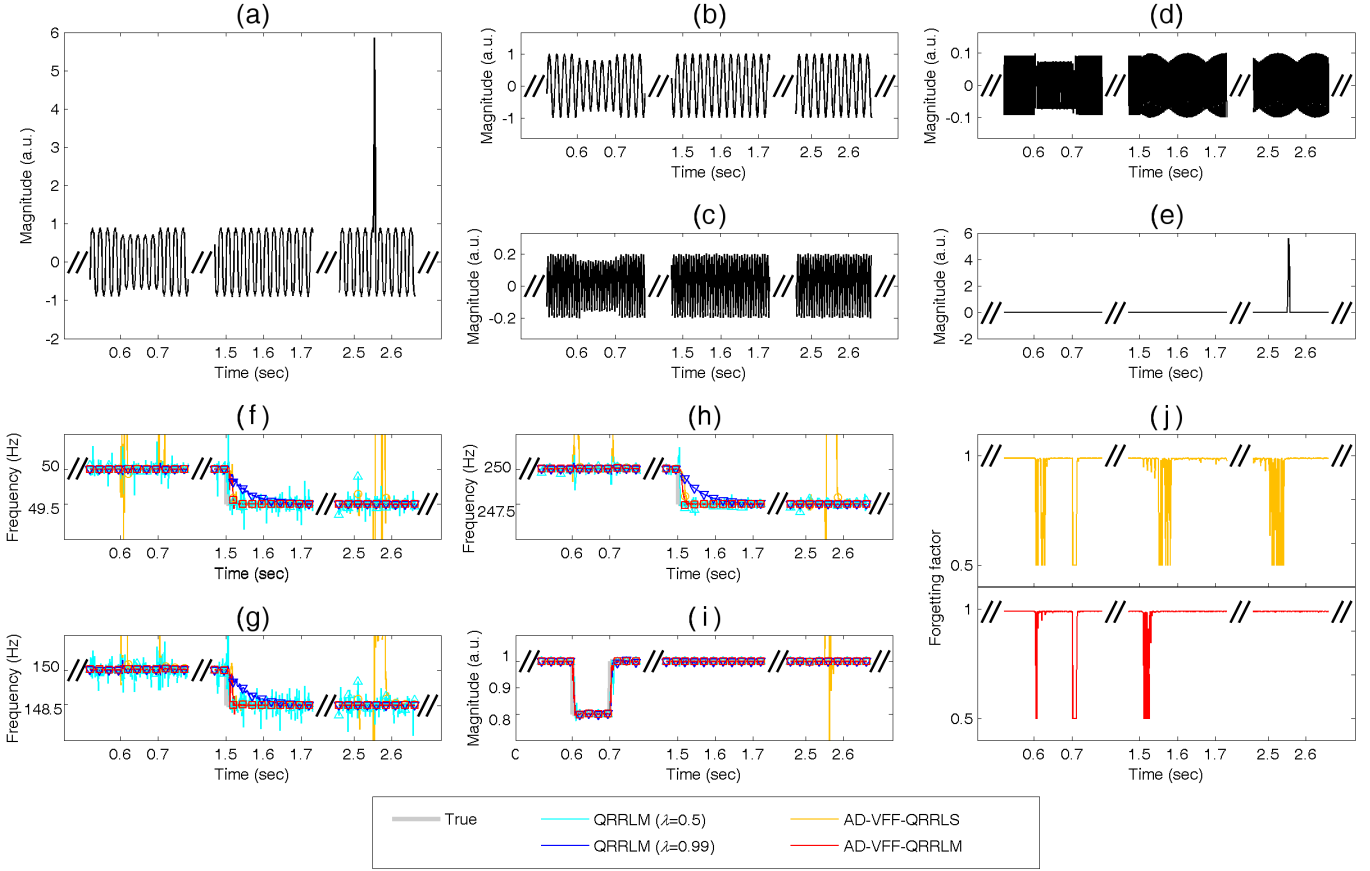 (a)
Magnitude (a.u.)
6
5
4
3
2
1
0
-1
-2
0.6 0.7 1.5 1.6 1.7 2.5 2.6
Time (sec)
(b)
Magnitude (a.u.)
1
0
-1
0.6 0.7 1.5 1.6 1.7 2.5 2.6
Time (sec)
(d)
Magnitude (a.u.)
0.1
0
-0.1
0.6 0.7 1.5 1.6 1.7 2.5 2.6
Time (sec)
(c)
Magnitude (a.u.)
0.2
0
-0.2
0.6 0.7 1.5 1.6 1.7 2.5 2.6
Time (sec)
(e)
Magnitude (a.u.)
6
4
2
0
-2
0.6 0.7 1.5 1.6 1.7 2.5 2.6
Time (sec)
(f)
Frequency (Hz)
50
49.5
0.6 0.7 1.5 1.6 1.7 2.5 2.6
Time (sec)
(h)
Frequency (Hz)
250
247.5
0.6 0.7 1.5 1.6 1.7 2.5 2.6
Time (sec)
(j)
Forgetting factor
1
0.5
1
0.5
0.6 0.7 1.5 1.6 1.7 2.5 2.6
Time (sec)
(g)
Frequency (Hz)
150
148.5
0.6 0.7 1.5 1.6 1.7 2.5 2.6
Time (sec)
(i)
Magnitude (a.u.)
1
0.9
0.8
0.6 0.7 1.5 1.6 1.7 2.5 2.6
Time (sec)
True
QRRLM (λ=0.5)
AD-VFF-QRRLS
QRRLM (λ=0.99)
AD-VFF-QRRLM